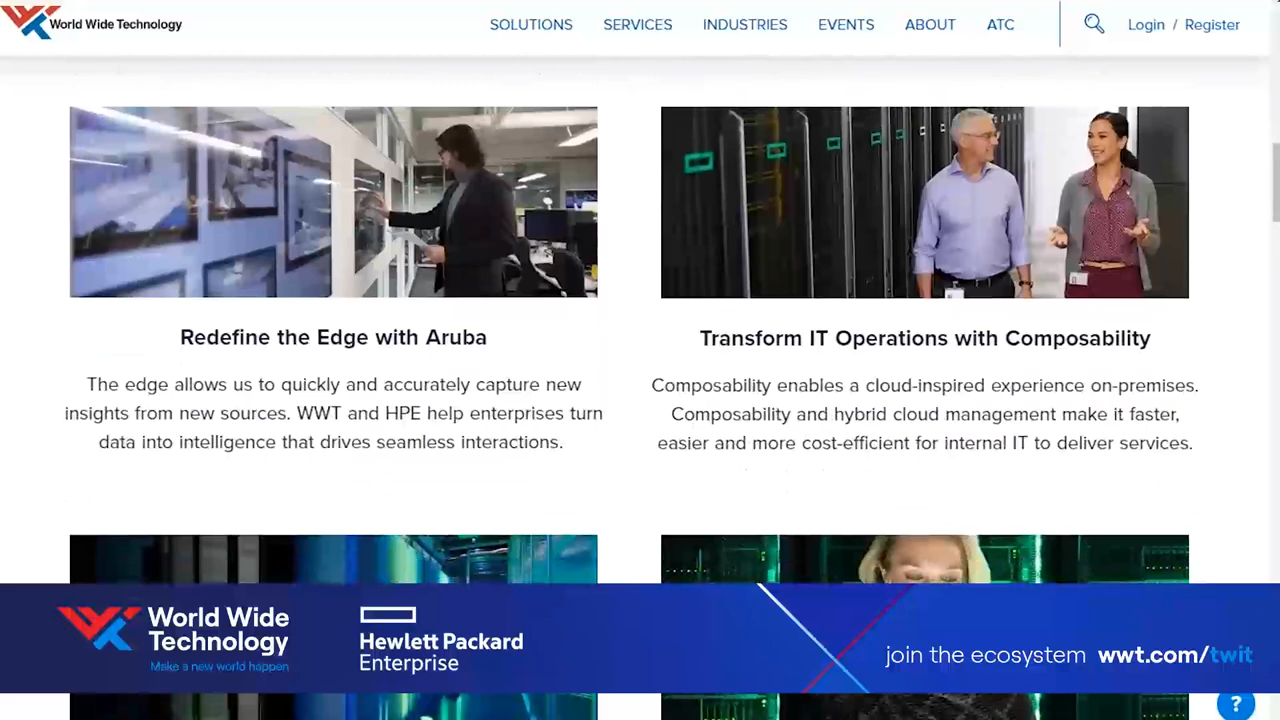 World Wide Technology
SOLUTIONS SERVICES INDUSTRIES EVENTS ABOUT ATC Login / Register
Redefine the Edge with Aruba
The edge allows us to quickly and accurately capture new
insights from new sources. WWT and HPE help enterprises turn
data into intelligence that drives seamless interactions.
Transform IT Operations with Composability
Composability enables a cloud-inspired experience on-premises.
Composability and hybrid cloud management make it faster,
easier and more cost-efficient for internal IT to deliver services.
World Wide
Technology
Make a new world happen
Hewlett Packard
Enterprise
join the ecosystem wwt.com/twit
?